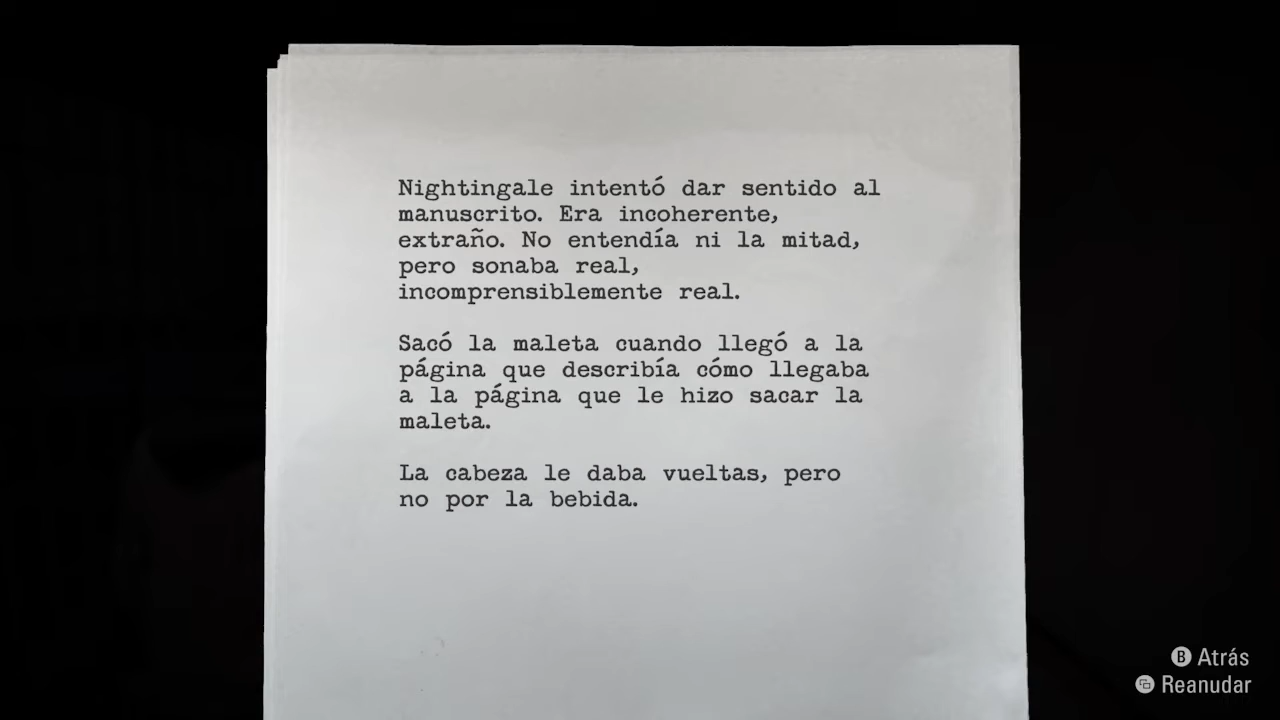 Nightingale intentó dar sentido al
manuscrito. Era incoherente,
extraño. No entendía ni la mitad,
pero sonaba real,
incomprensiblemente real.
Sacó la maleta cuando llegó a la
página que describía cómo llegaba
a la página que le hizo sacar la
maleta.
La cabeza le daba vueltas, pero
no por la bebida.
B Atrás
Reanudar